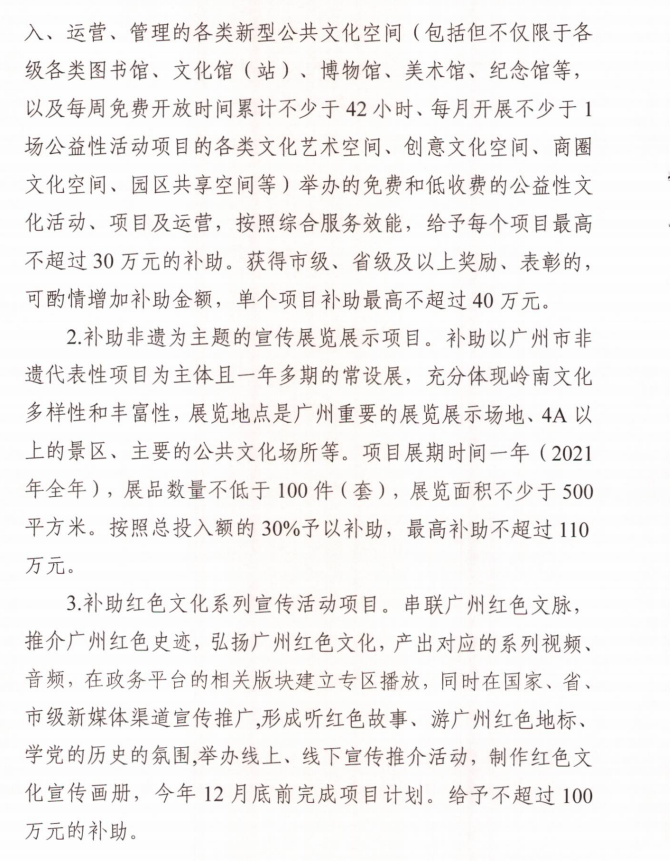 入、运营、管理的各类新型公共文化空间（包括但不仅限于各
级各类图书馆、文化馆（站）、博物馆、美术馆、纪念馆等，
以及每周免费开放时间累计不少于 42 小时、每月开展不少于 1
场公益性活动项目的各类文化艺术空间、创意文化空间、商圈
文化空间、园区共享空间等）举办的免费和低收费的公益性文
化活动、项目及运营，按照综合服务效能，给予每个项目最高
不超过 30 万元的补助。获得市级、省级及以上奖励、表彰的，
可酌情增加补助金额，单个项目补助最高不超过 40 万元。
2.补助非遗为主题的宣传展览展示项目。补助以广州市非
遗代表性项目为主体且一年多期的常设展，充分体现岭南文化
多样性和丰富性，展览地点是广州重要的展览展示场地、4A 以
上的景区、主要的公共文化场所等。项目展期时间一年（2021
年全年），展品数量不低于 100 件（套），展览面积不少于 500
平方米。按照总投入额的 30%予以补助，最高补助不超过 110
万元。
3.补助红色文化系列宣传活动项目。串联广州红色文脉，
推介广州红色史迹，弘扬广州红色文化，产出对应的系列视频、
音频，在政务平台的相关版块建立专区播放，同时在国家、省、
市级新媒体渠道宣传推广,形成听红色故事、游广州红色地标、
学党的历史的氛围,举办线上、线下宣传推介活动，制作红色文
化宣传画册，今年 12 月底前完成项目计划。给予不超过 100
万元的补助。